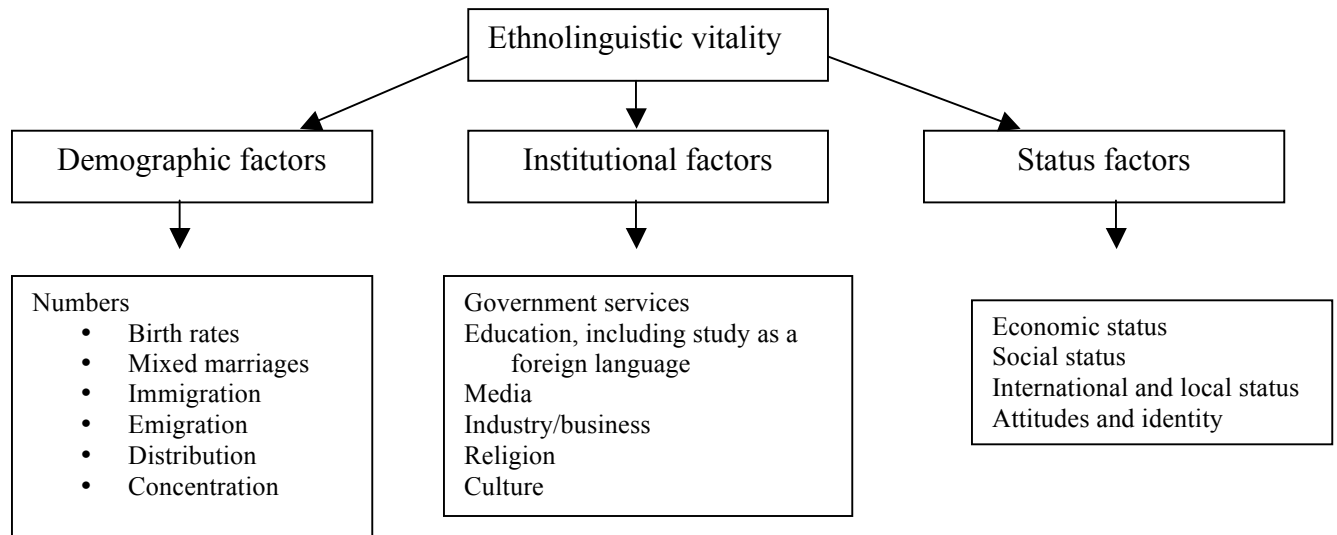 Ethnolinguistic vitality
Demographic factors
Institutional factors
Status factors
Numbers
• Birth rates
• Mixed marriages
• Immigration
• Emigration
• Distribution
• Concentration
Government services
Education, including study as a
foreign language
Media
Industry/business
Religion
Culture
Economic status
Social status
International and local status
Attitudes and identity